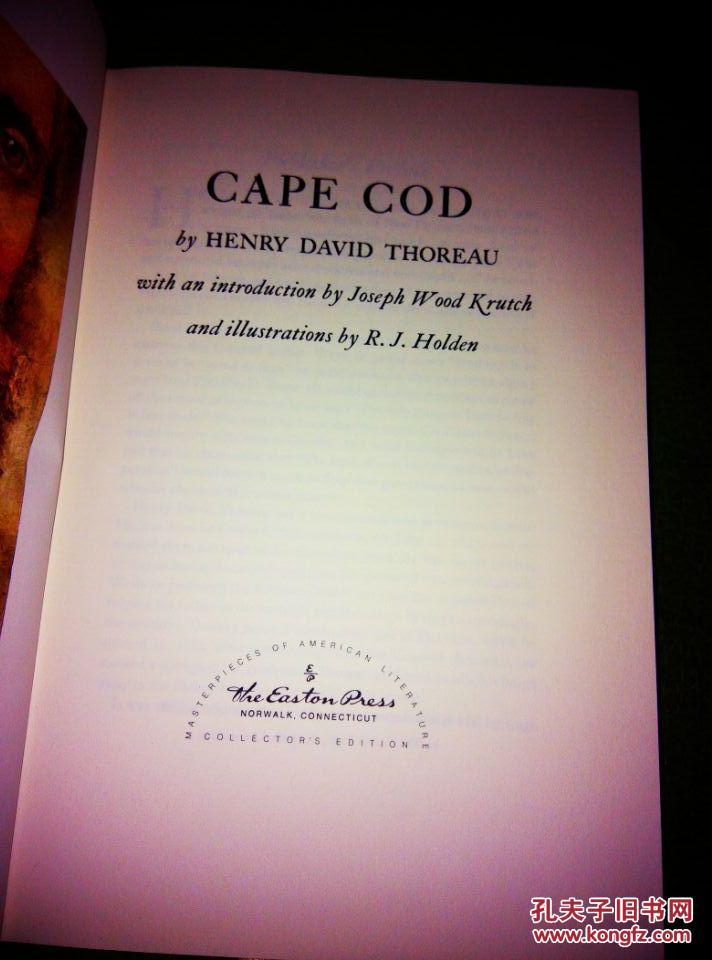 CAPE COD
by HENRY DAVID THOREAU
with an introduction by Joseph Wood Krutch
and illustrations by R. J. Holden
MASTERPIECES OF AMERICAN LITERATURE
E
P
The Easton Press
NORWALK, CONNECTICUT
COLLECTOR'S EDITION
孔夫子旧书网
www.kongfz.com